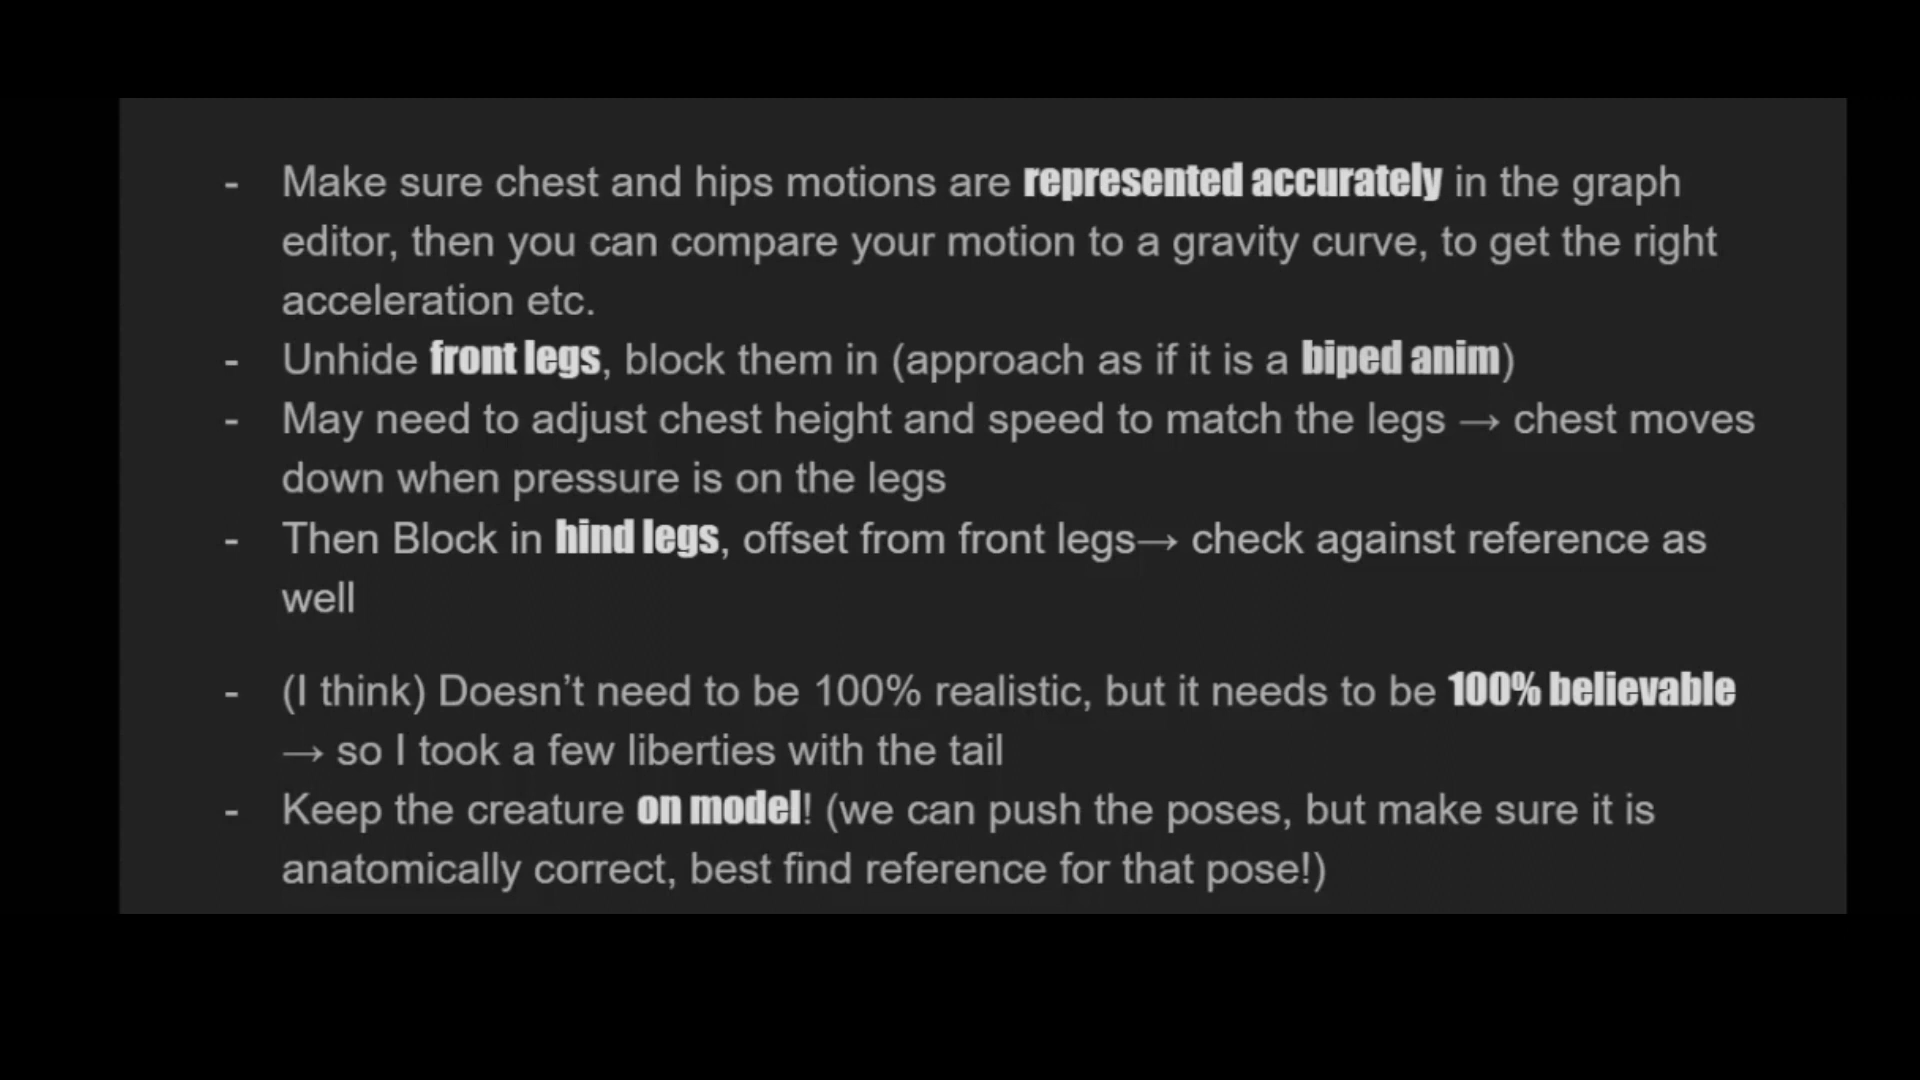 - Make sure chest and hips motions are represented accurately in the graph
editor, then you can compare your motion to a gravity curve, to get the right
acceleration etc.
- Unhide front legs, block them in (approach as if it is a biped anim)
- May need to adjust chest height and speed to match the legs → chest moves
down when pressure is on the legs
- Then Block in hind legs, offset from front legs→ check against reference as
well
- (I think) Doesn’t need to be 100% realistic, but it needs to be 100% believable
→ so I took a few liberties with the tail
- Keep the creature on model! (we can push the poses, but make sure it is
anatomically correct, best find reference for that pose!)